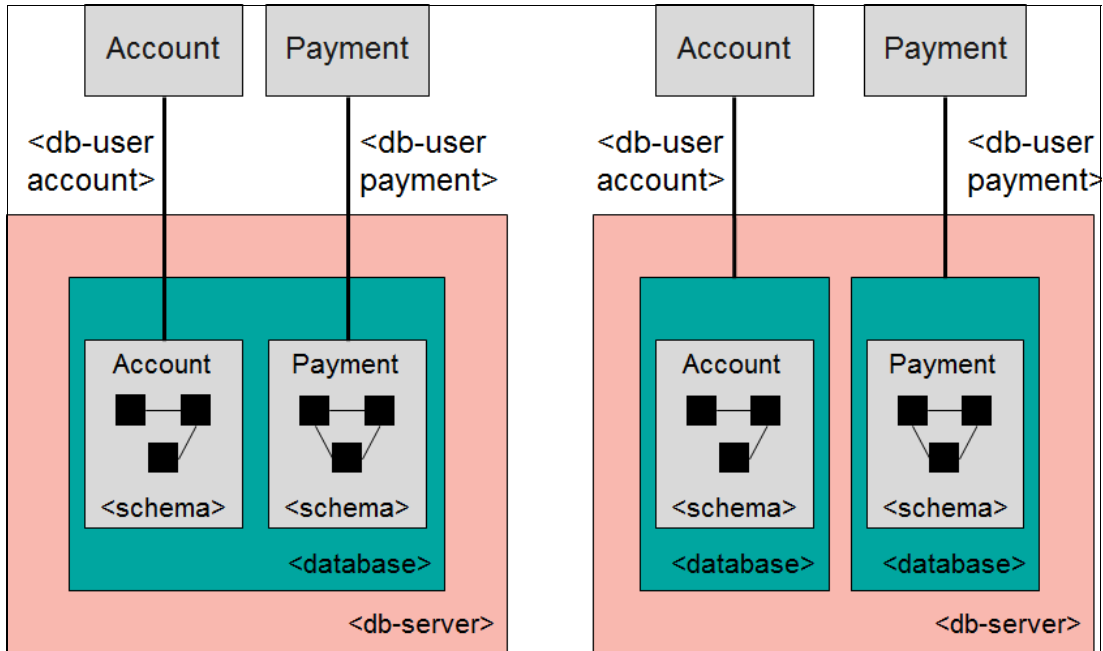 Account
Payment
<db-user
account>
<db-user
payment>
Account
<schema>
Payment
<schema>
<database>
<db-server>
Account
Payment
<db-user
account>
<db-user
payment>
Account
<schema>
<database>
Payment
<schema>
<database>
<db-server>